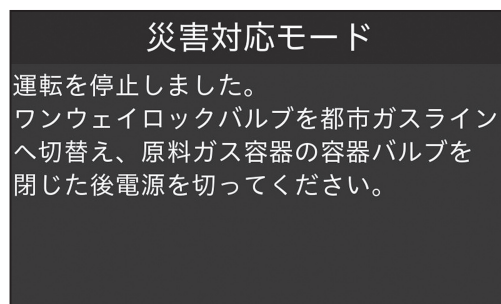 災害対応モード
運転を停止しました。
ワンウェイロックバルブを都市ガスライン
へ切替え、原料ガス容器の容器バルブを
閉じた後電源を切ってください。